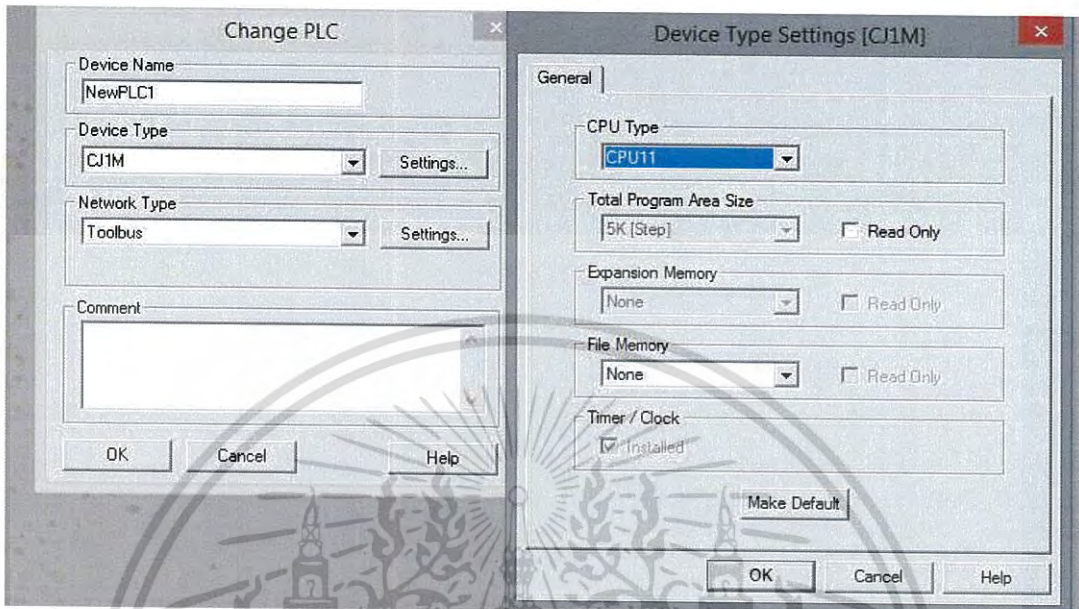 Change PLC
Device Name
NewPLC1
Device Type
CJ1M
Settings...
Network Type
Toolbus
Settings...
Comment
OK
Cancel
Help
Device Type Settings [CJ1M]
General
CPU Type
CPU11
Total Program Area Size
5K [Step]
Read Only
Expansion Memory
None
Read Only
File Memory
None
Read Only
Timer / Clock
Installed
Make Default
OK
Cancel
Help